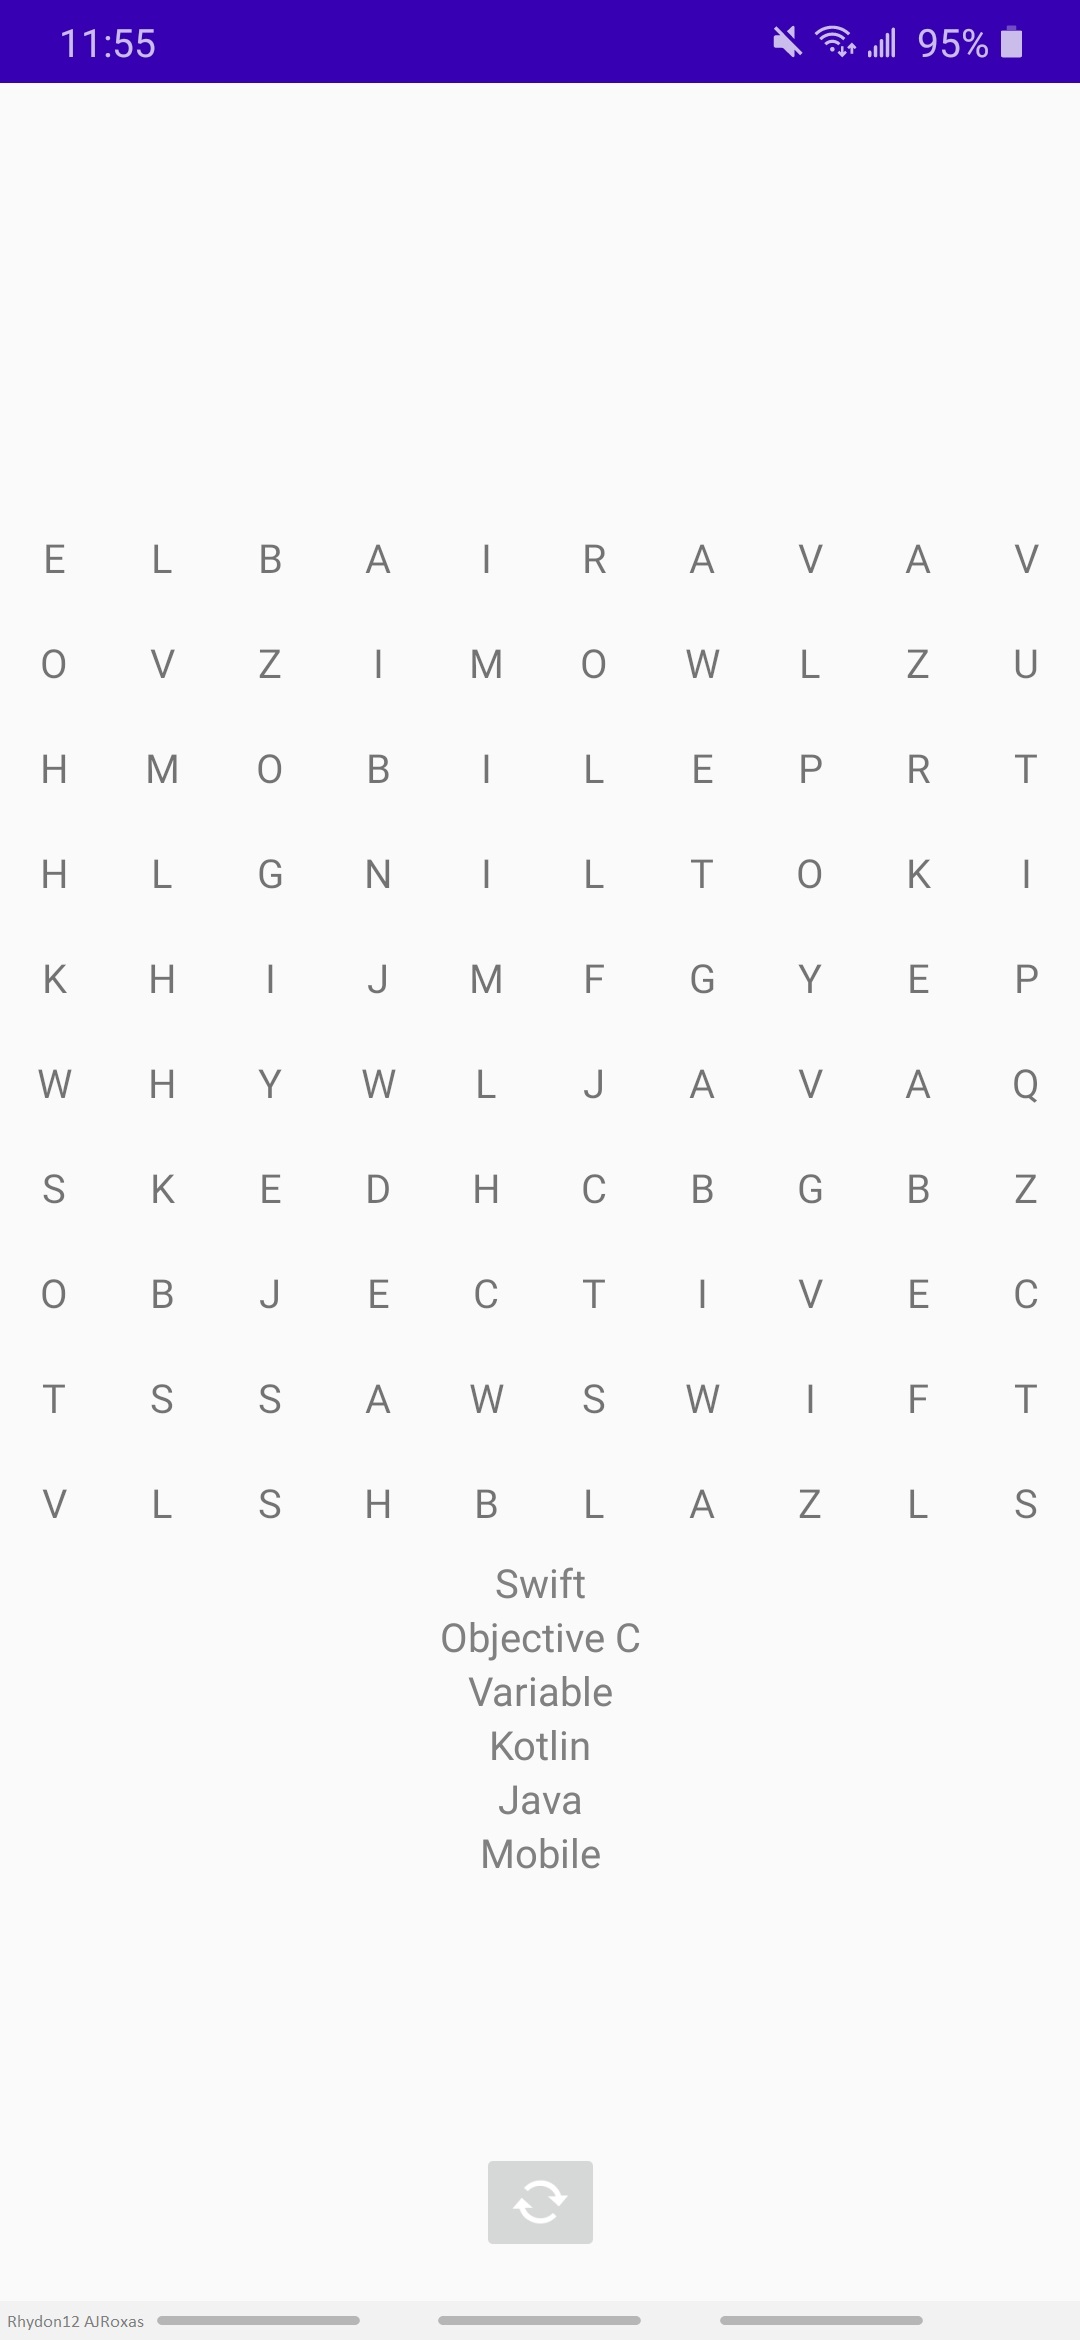 11:55 95%
E L B A I R A V A V
O V Z I M O W L Z U
H M O B I L E P R T
H L G N I L T O K I
K H I J M F G Y E P
W H Y W L J A V A Q
S K E D H C B G B Z
O B J E C T I V E C
T S S A W S W I F T
V L S H B L A Z L S
Swift
Objective C
Variable
Kotlin
Java
Mobile
Rhydon12 AJRoxas